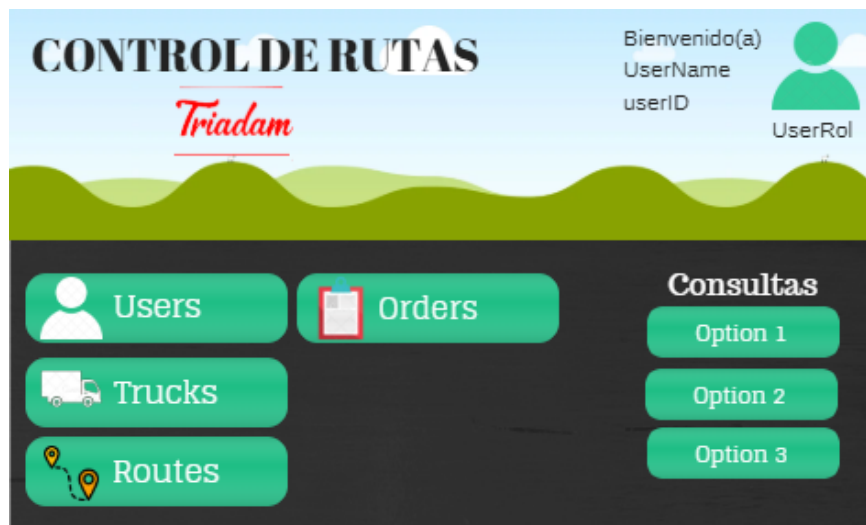 CONTROL DE RUTAS
Triadam
Bienvenido(a)
UserName
userID
UserRol
Users
Orders
Trucks
Routes
Consultas
Option 1
Option 2
Option 3